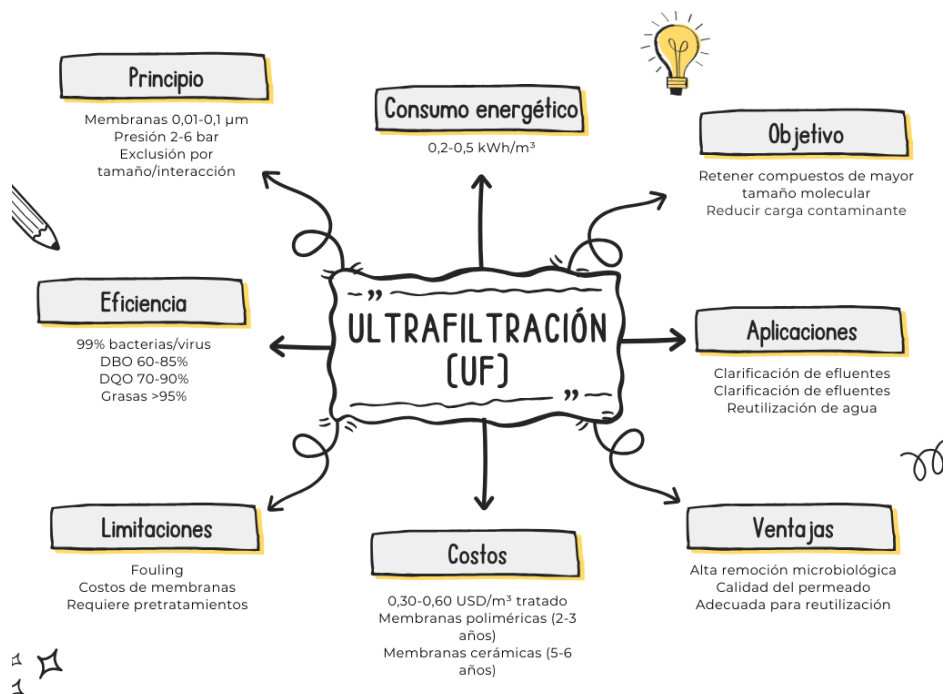 Principio
Membranas 0,01-0,1 µm
Presión 2-6 bar
Exclusión por
tamaño/interacción
Consumo energético
0,2-0,5 kWh/m³
Objetivo
Retener compuestos de mayor
tamaño molecular
Reducir carga contaminante
Eficiencia
99% bacterias/virus
DBO 60-85%
DQO 70-90%
Grasas >95%
ULTRAFILTRACIÓN
(UF)
Aplicaciones
Clarificación de efluentes
Clarificación de efluentes
Reutilización de agua
Limitaciones
Fouling
Costos de membranas
Requiere pretratamientos
Costos
0,30-0,60 USD/m³ tratado
Membranas poliméricas (2-3
años)
Membranas cerámicas (5-6
años)
Ventajas
Alta remoción microbiológica
Calidad del permeado
Adecuada para reutilización